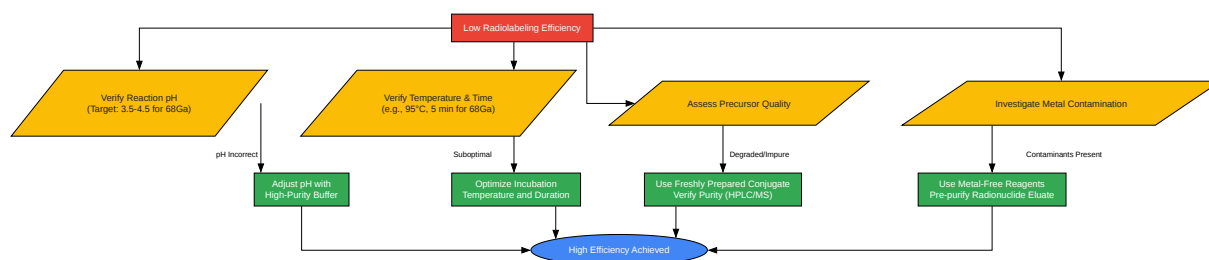 Low Radiolabeling Efficiency
Verify Reaction pH
(Target: 3.5-4.5 for 68Ga)
Verify Temperature & Time
(e.g., 95°C, 5 min for 68Ga)
Assess Precursor Quality
Investigate Metal Contamination
pH Incorrect
Suboptimal
Degraded/Impure
Contaminants Present
Adjust pH with
High-Purity Buffer
Optimize Incubation
Temperature and Duration
Use Freshly Prepared Conjugate
Verify Purity (HPLC/MS)
Use Metal-Free Reagents
Pre-purify Radionuclide Eluate
High Efficiency Achieved